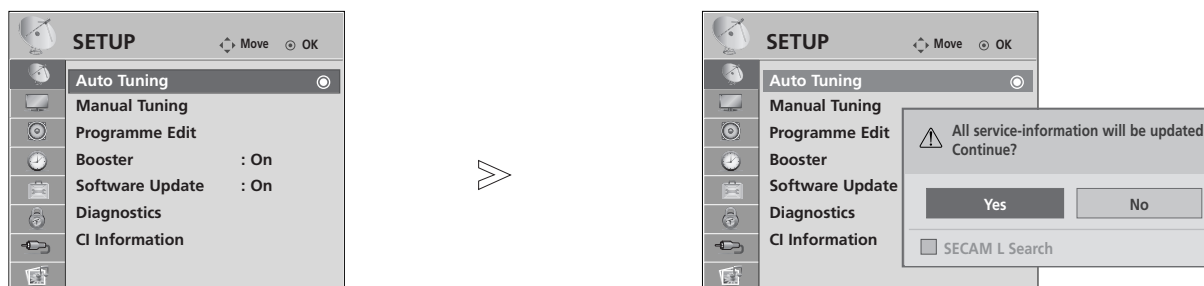 SETUP Move OK
Auto Tuning
Manual Tuning
Programme Edit
Booster : On
Software Update : On
Diagnostics
CI Information
SETUP Move OK
Auto Tuning
Manual Tuning
Programme Edit
Booster
Software Update
Diagnostics
CI Information
All service-information will be updated
Continue?
Yes No
SECAM L Search